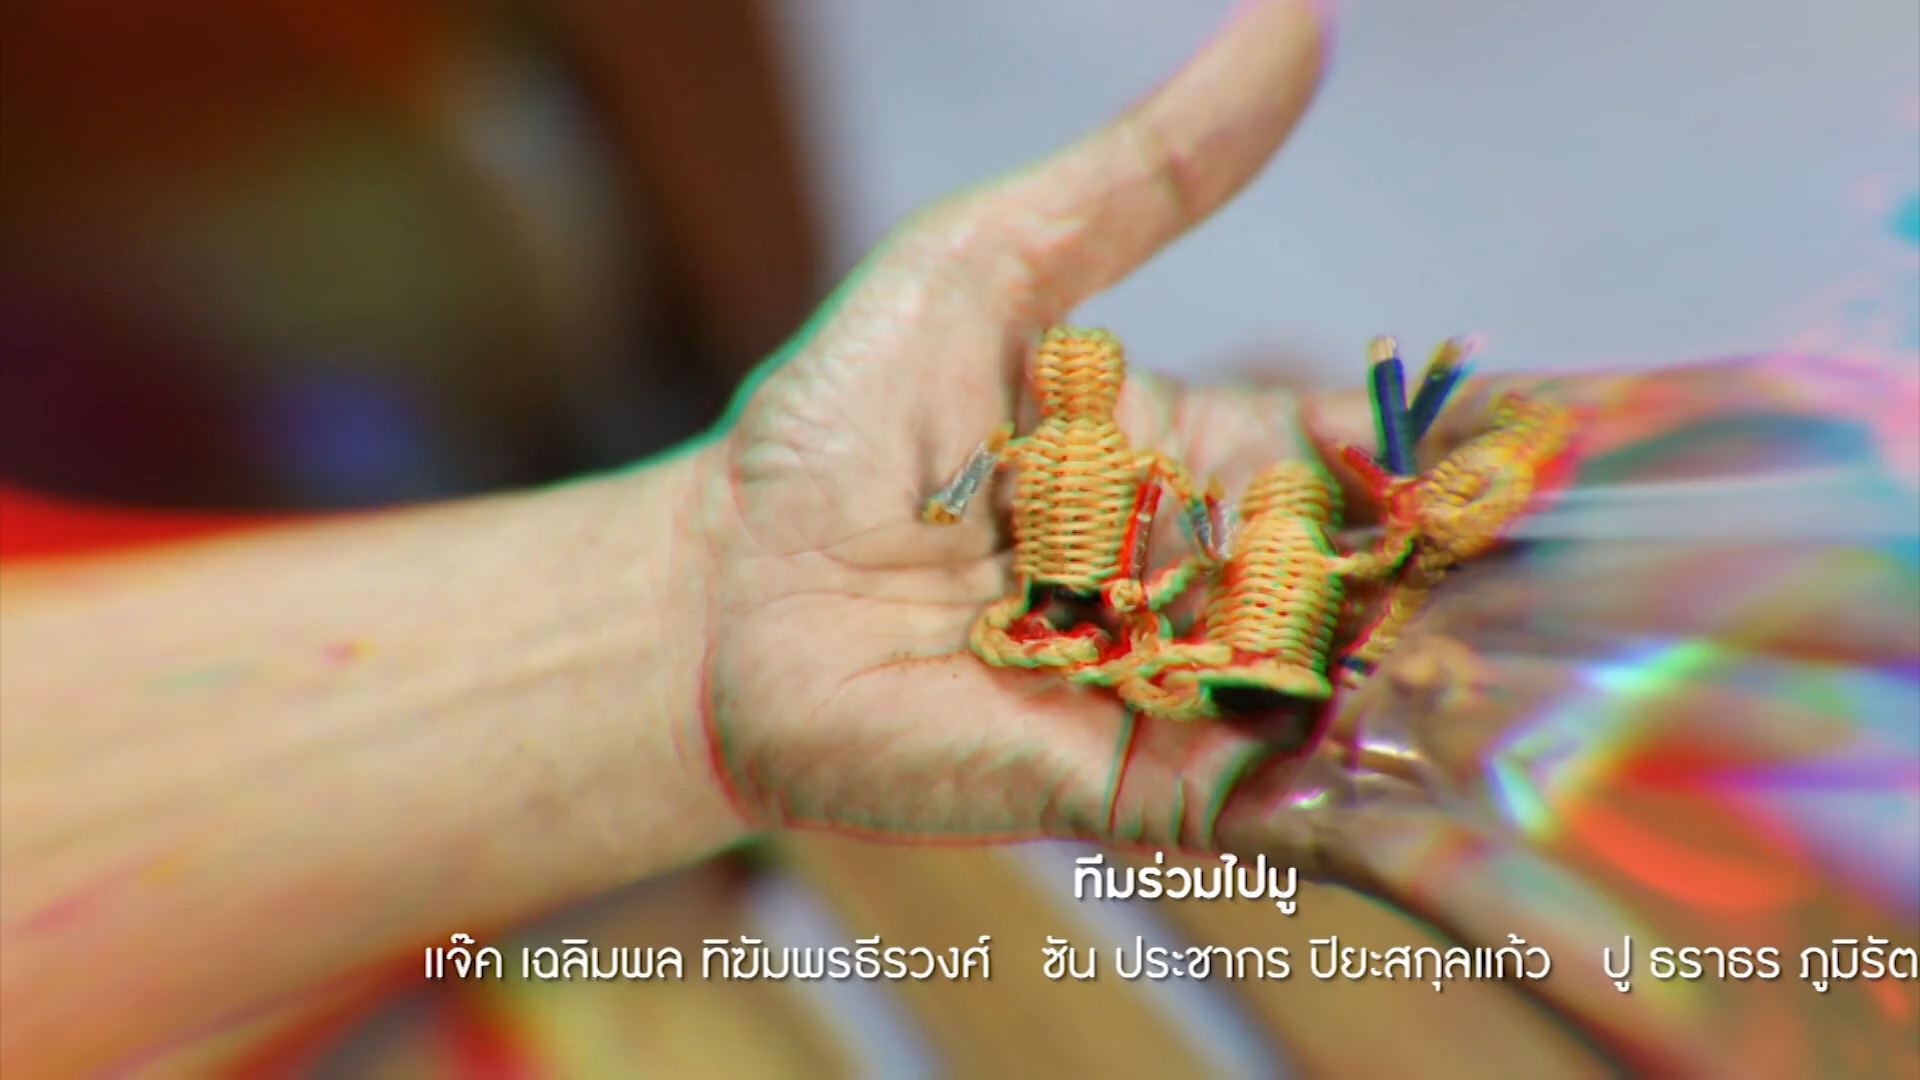 ทีมร่วมไปมู
แจ๊ค เฉลิมพล ทิฆัมพรธีรวงศ์ ซัน ประชากร ปิยะสกุลแก้ว ปู ธราธร ภูมิรัต